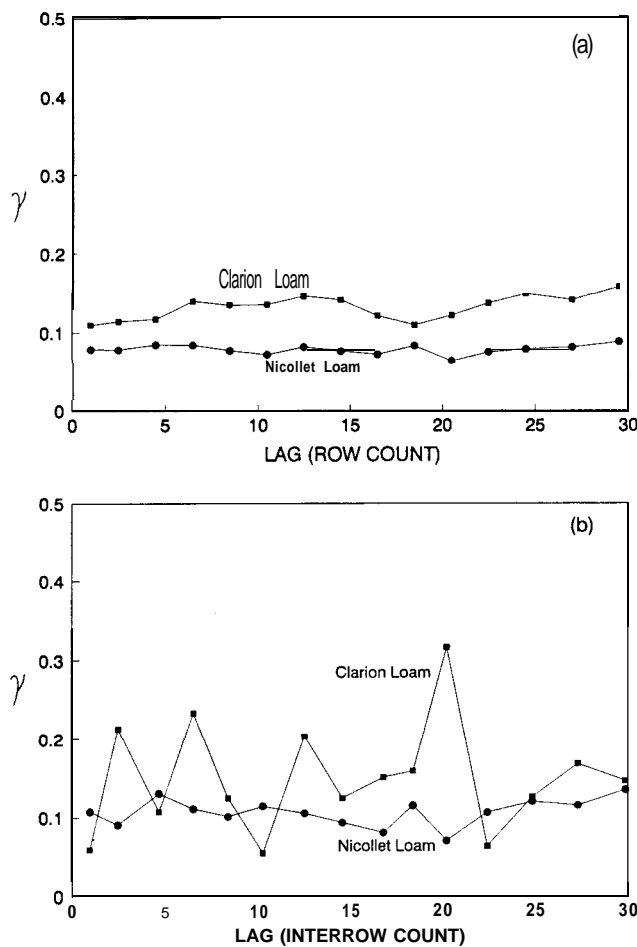 0.5
(a)
0.4
0.3
γ
0.2
Clarion Loam
0.1
Nicollet Loam
0
0 5 10 15 20 25 30
LAG (ROW COUNT)
0.5
(b)
0.4
0.3
Clarion Loam
γ
0.2
0.1
Nicollet Loam
0
0 5 10 15 20 25 30
LAG (INTERROW COUNT)